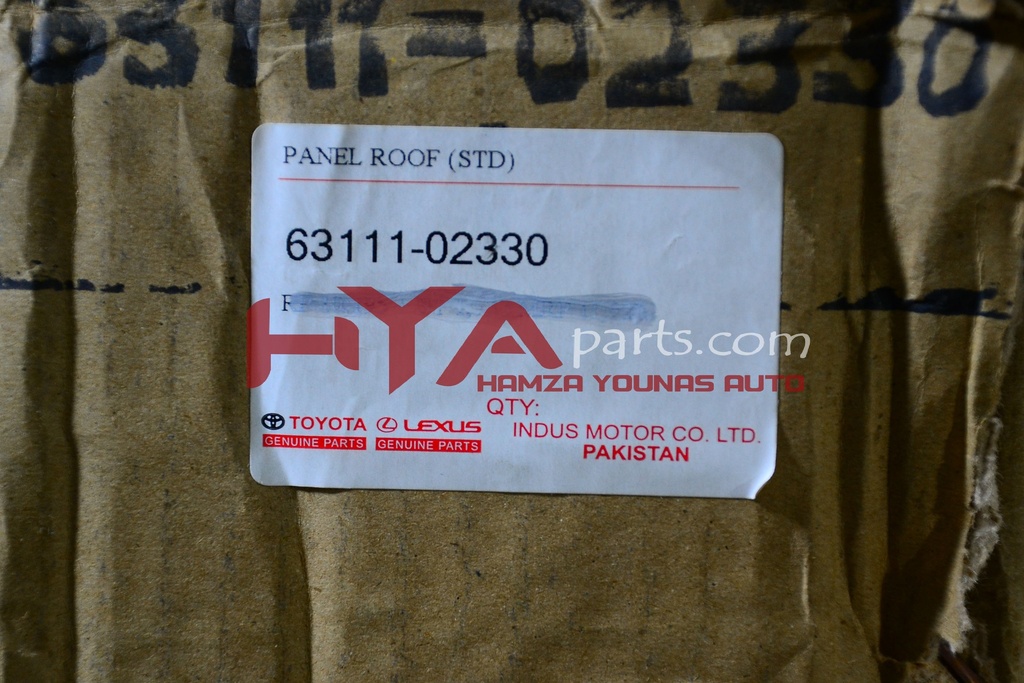 63111-02330
PANEL ROOF (STD)
63111-02330
HYA parts.com
HAMZA YOUNAS AUTO
QTY:
TOYOTA LEXUS INDUS MOTOR CO. LTD.
GENUINE PARTS GENUINE PARTS PAKISTAN